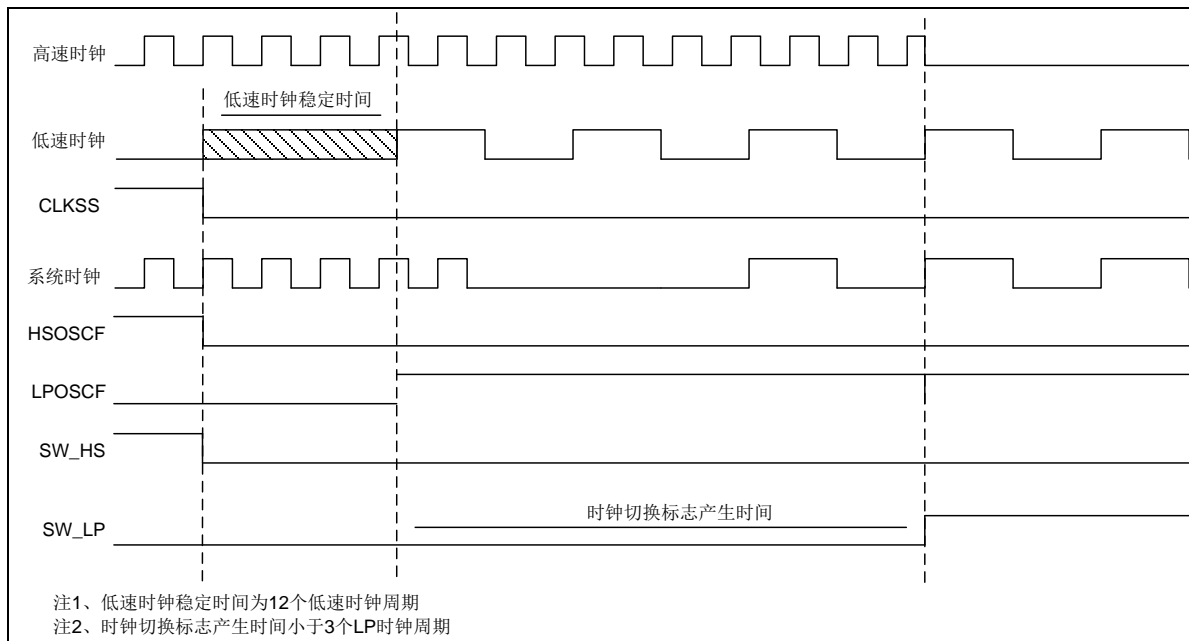 高速时钟
低速时钟稳定时间
低速时钟
CLKSS
系统时钟
HSOSCF
LPOSCF
SW_HS
时钟切换标志产生时间
SW_LP
注1、低速时钟稳定时间为12个低速时钟周期
注2、时钟切换标志产生时间小于3个LP时钟周期